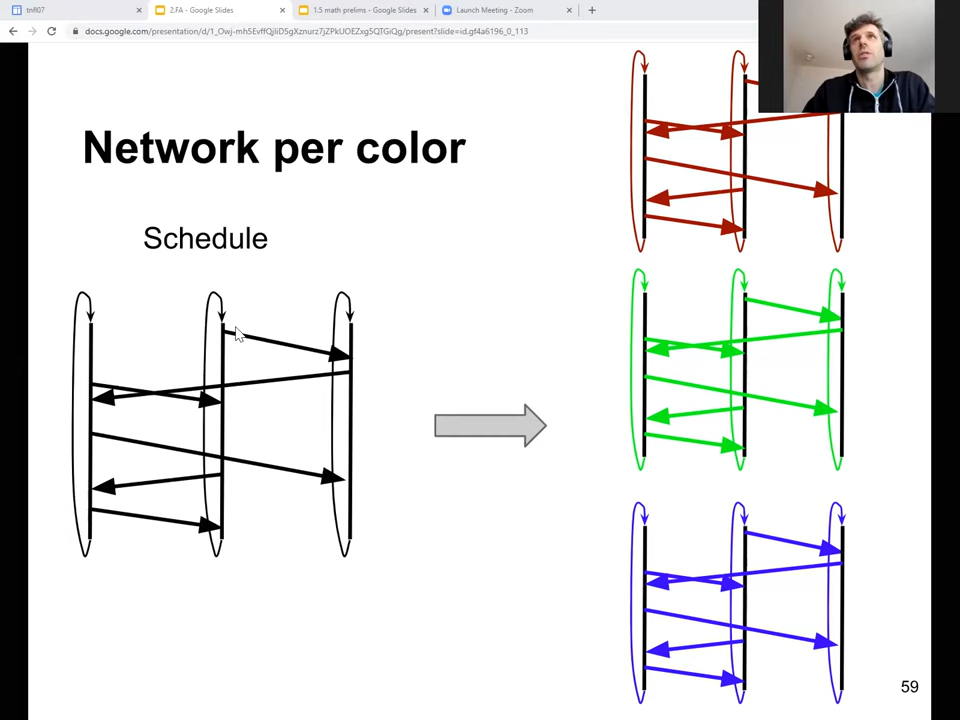 tnfl07
2.FA - Google Slides
1.5 math prelims - Google Slides
Launch Meeting - Zoom
docs.google.com/presentation/d/1_Owj-mh5EvffQjliD5gXznurz7jZPkUOEZxg5QTGiQg/present?slide=id.gf4a6196_0_113
Network per color
Schedule
59